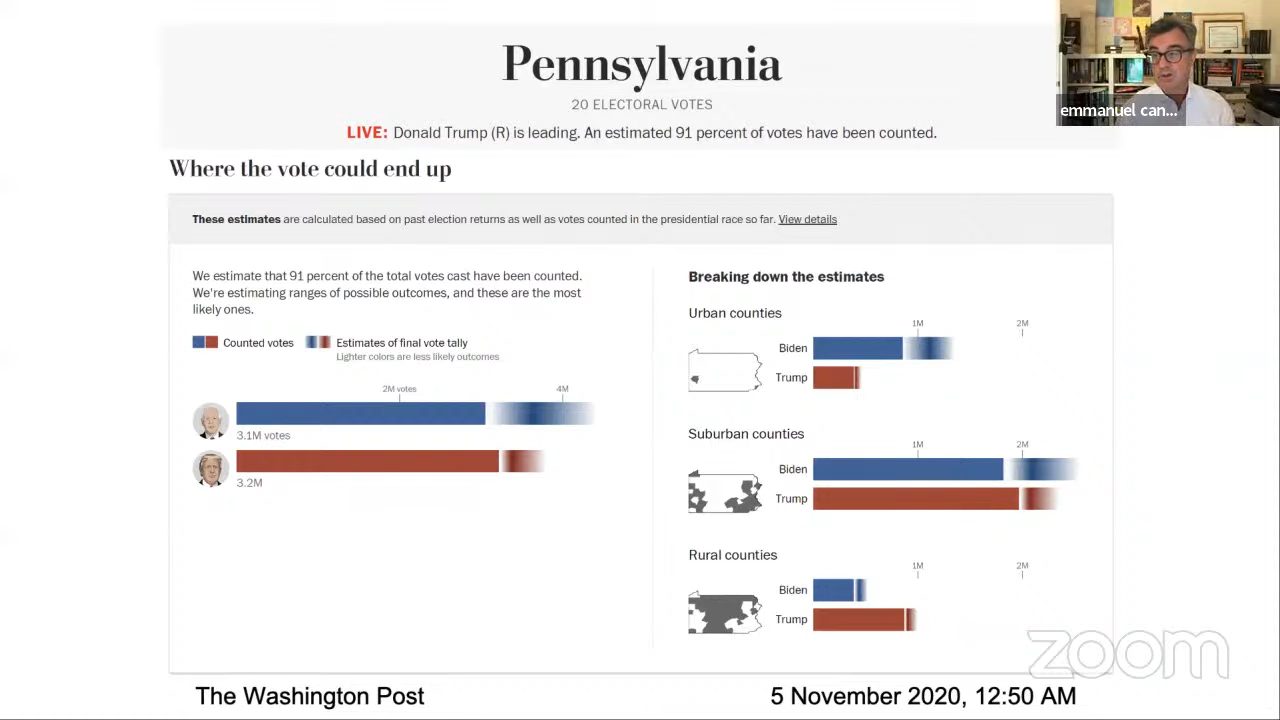 Pennsylvania
20 ELECTORAL VOTES
LIVE: Donald Trump (R) is leading. An estimated 91 percent of votes have been counted.
emmanuel can...
Where the vote could end up
These estimates are calculated based on past election returns as well as votes counted in the presidential race so far. View details
We estimate that 91 percent of the total votes cast have been counted.
We're estimating ranges of possible outcomes, and these are the most
likely ones.
Counted votes
Estimates of final vote tally
Lighter colors are less likely outcomes
2M votes 4M
3.1M votes
3.2M
Breaking down the estimates
Urban counties
1M 2M
Biden
Trump
Suburban counties
1M 2M
Biden
Trump
Rural counties
1M 2M
Biden
Trump
zoom
The Washington Post
5 November 2020, 12:50 AM